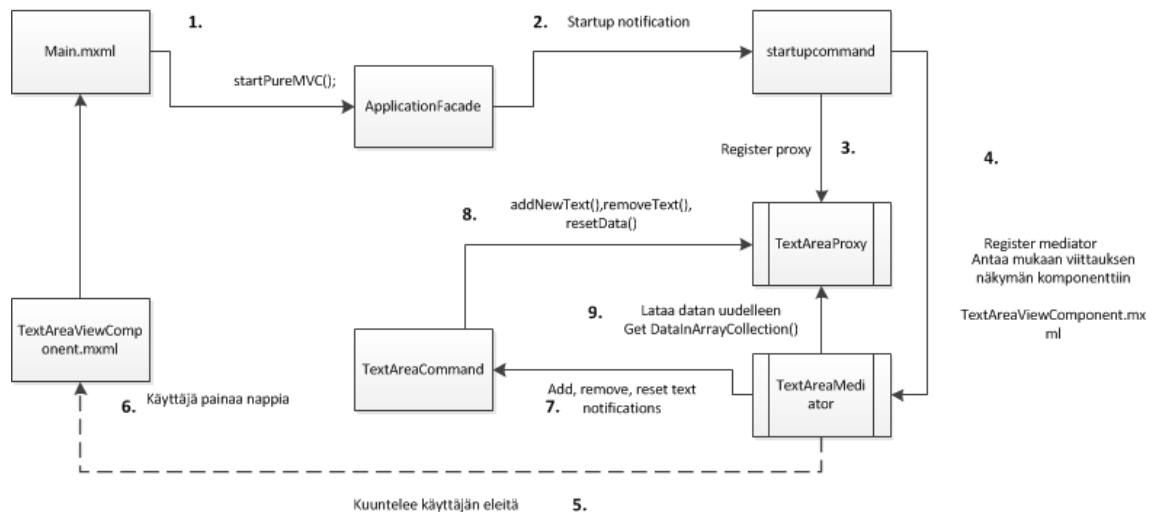 1.
2. Startup notification
Main.mxml
startPureMVC();
ApplicationFacade
startupcommand
Register proxy 3.
4.
8. addNewText(),removeText(),
resetData()
TextAreaProxy
Register mediator
Antaa mukaan viittauksen
näkymän komponenttiin
TextAreaViewComponent.mx
ml
TextAreaViewComp
onent.mxml
9. Lataa datan uudelleen
Get DataInArrayCollection()
TextAreaCommand
TextAreaMedi
ator
6. Käyttäjä painaa nappia
Add, remove, reset text
7. notifications
Kuuntelee käyttäjän eleitä 5.